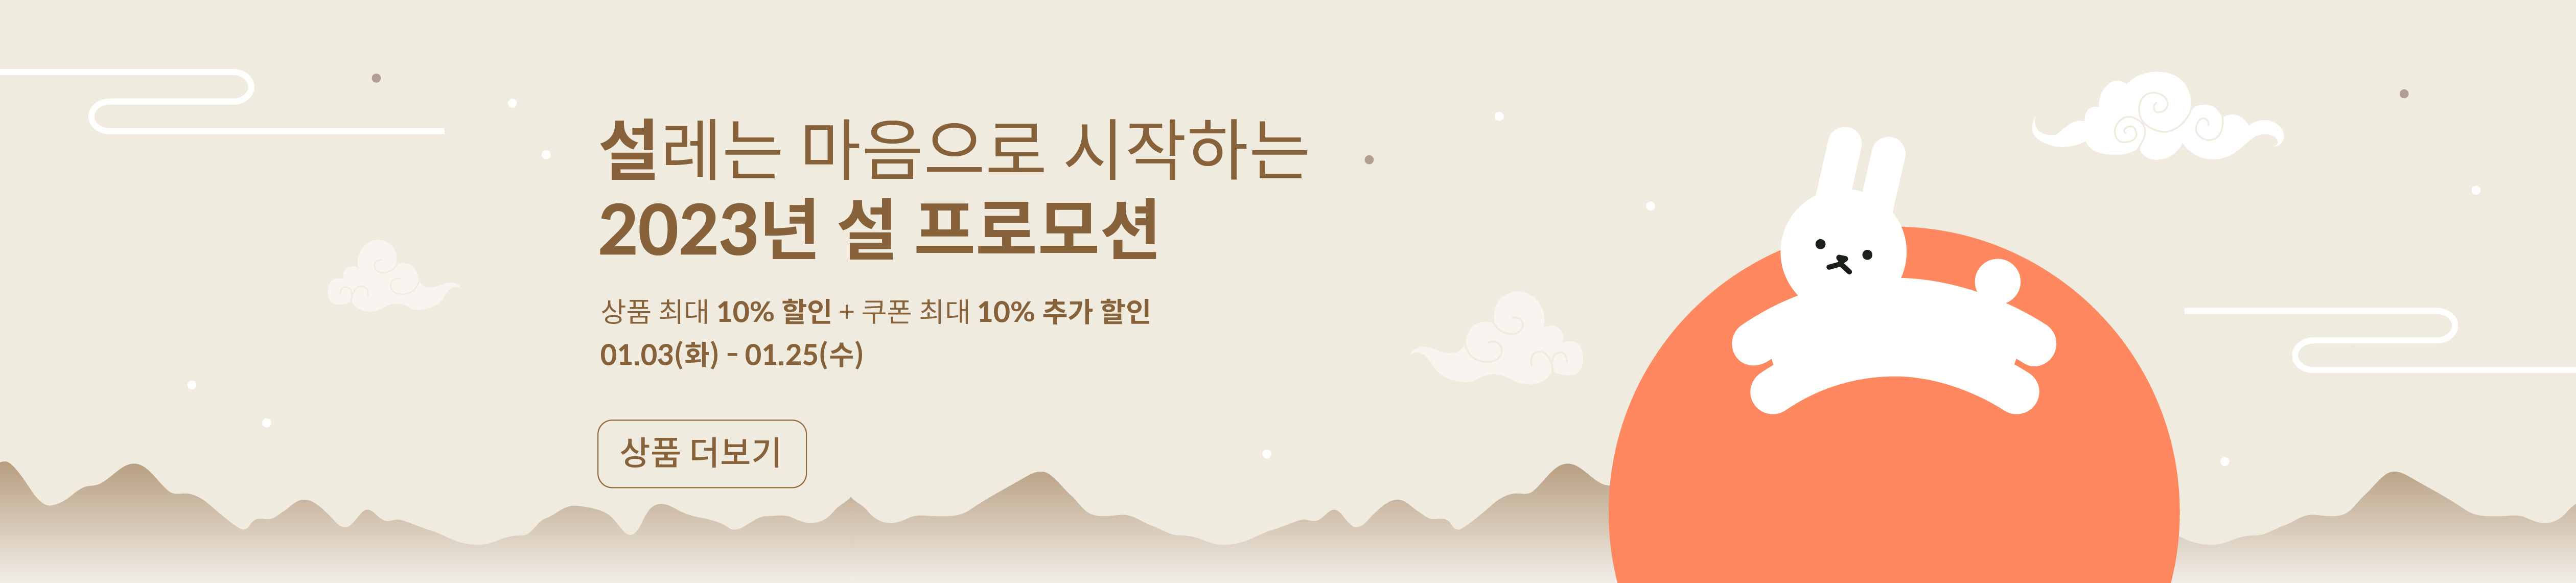 설레는 마음으로 시작하는
2023년 설 프로모션
상품 최대 10% 할인 + 쿠폰 최대 10% 추가 할인
01.03(화) - 01.25(수)
상품 더보기